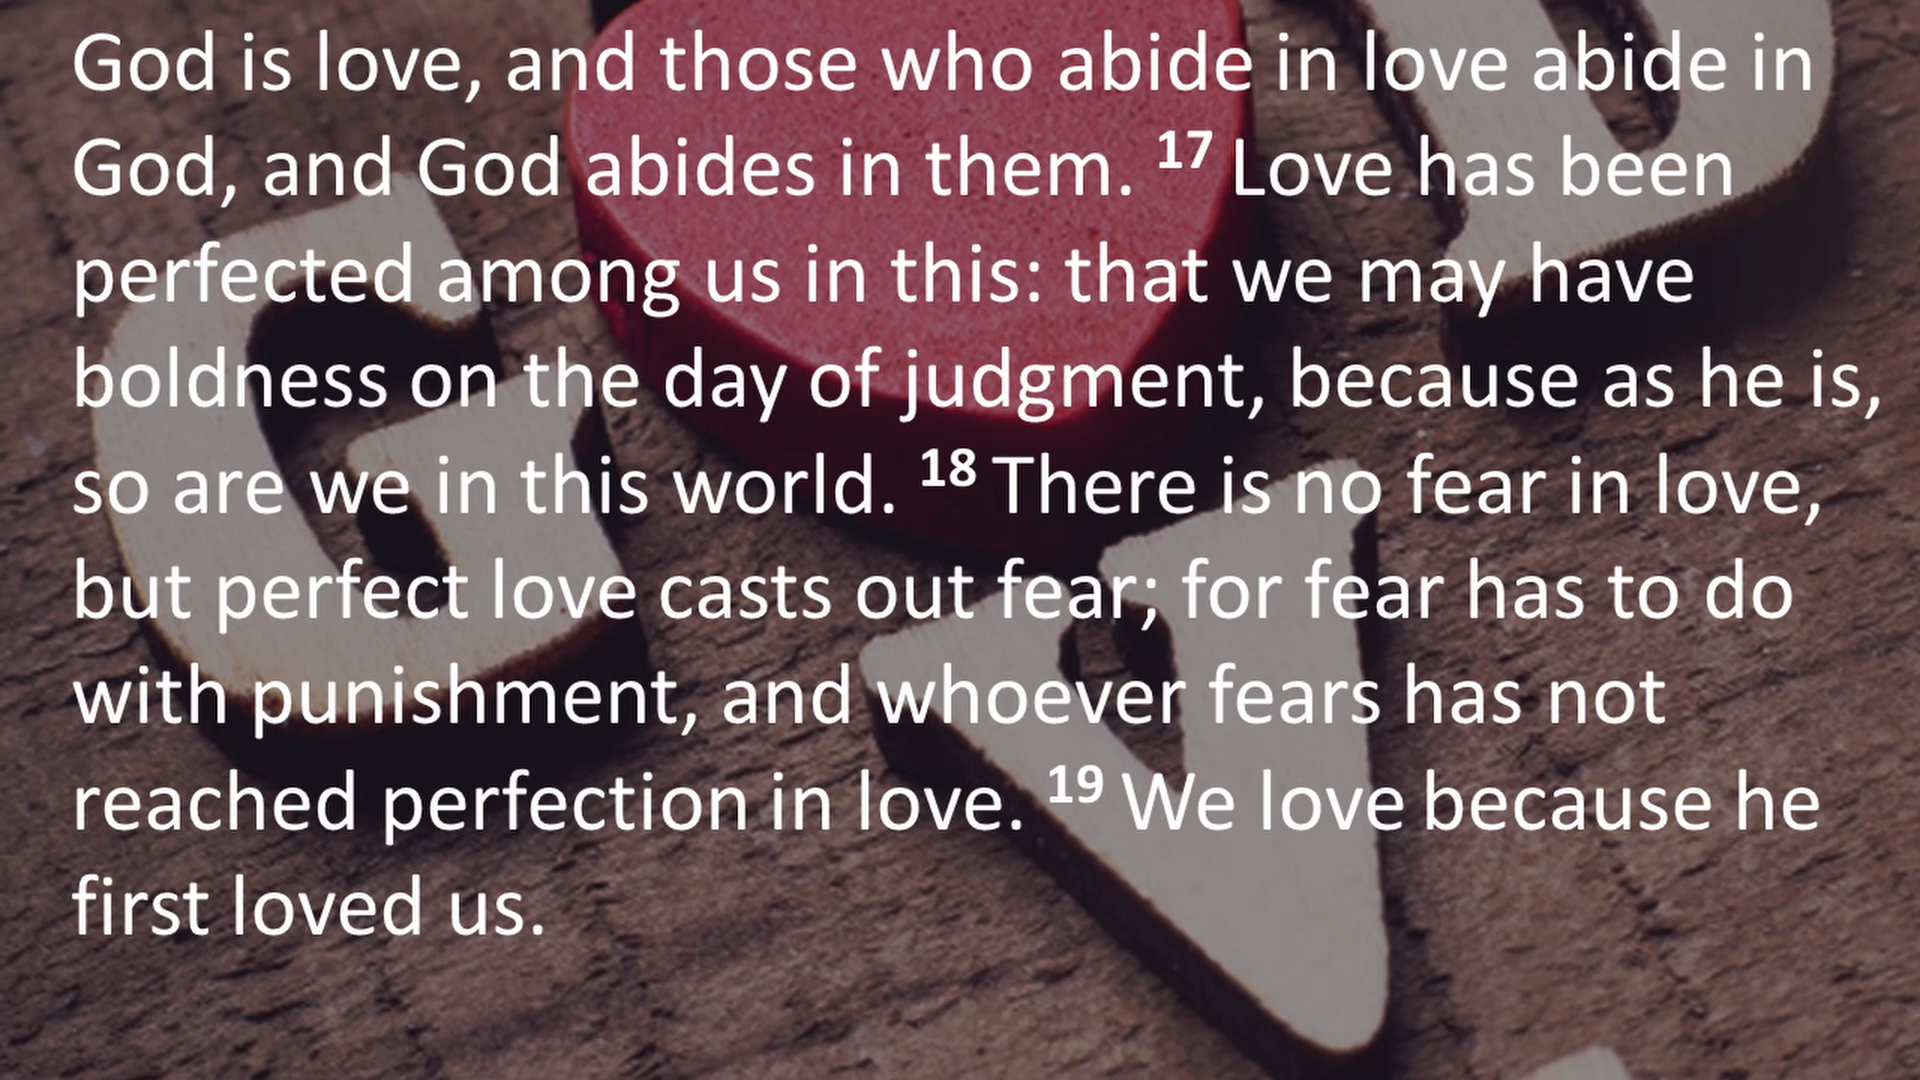 God is love, and those who abide in love abide in
God, and God abides in them. 17 Love has been
perfected among us in this: that we may have
boldness on the day of judgment, because as he is,
so are we in this world. 18 There is no fear in love,
but perfect love casts out fear; for fear has to do
with punishment, and whoever fears has not
reached perfection in love. 19 We love because he
first loved us.